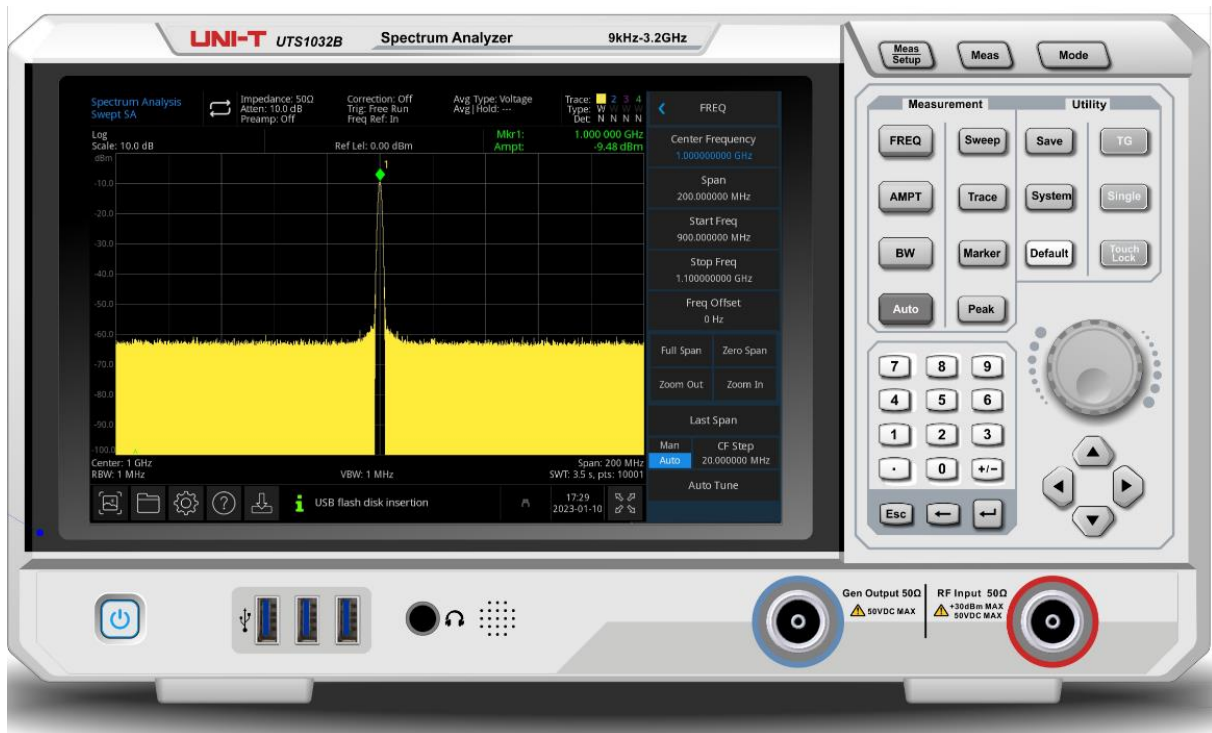 UNI-T UTS1032B Spectrum Analyzer 9kHz-3.2GHz
Meas
Setup
Meas
Mode
Spectrum Analysis
Swept SA
Impedance: 50Ω
Atten: 10.0 dB
Preamp: Off
Correction: Off
Trig: Free Run
Freq Ref: In
Avg Type: Voltage
Avg|Hold: ---
Trace: 2 3 4
Type: W W W W
Det: N N N N
Log
Scale: 10.0 dB
Ref Lel: 0.00 dBm
Mkr1: 1.000 000 GHz
Ampt: -9.48 dBm
dBm
1
-10.0
-20.0
-30.0
-40.0
-50.0
-60.0
-70.0
-80.0
-90.0
-100.0
Center: 1 GHz
RBW: 1 MHz
VBW: 1 MHz
Span: 200 MHz
SWT: 3.5 s, pts: 10001
USB flash disk insertion
17:29
2023-01-10
FREQ
Center Frequency
1.000000000 GHz
Span
200.000000 MHz
Start Freq
900.000000 MHz
Stop Freq
1.100000000 GHz
Freq Offset
0 Hz
Full Span Zero Span
Zoom Out Zoom In
Last Span
Man
Auto
CF Step
20.000000 MHz
Auto Tune
Measurement Utility
FREQ Sweep Save TG
AMPT Trace System Single
BW Marker Default Touch
Lock
Auto Peak
7 8 9
4 5 6
1 2 3
. 0 +/-
Esc
Gen Output 50Ω
50VDC MAX
RF Input 50Ω
+30dBm MAX
50VDC MAX